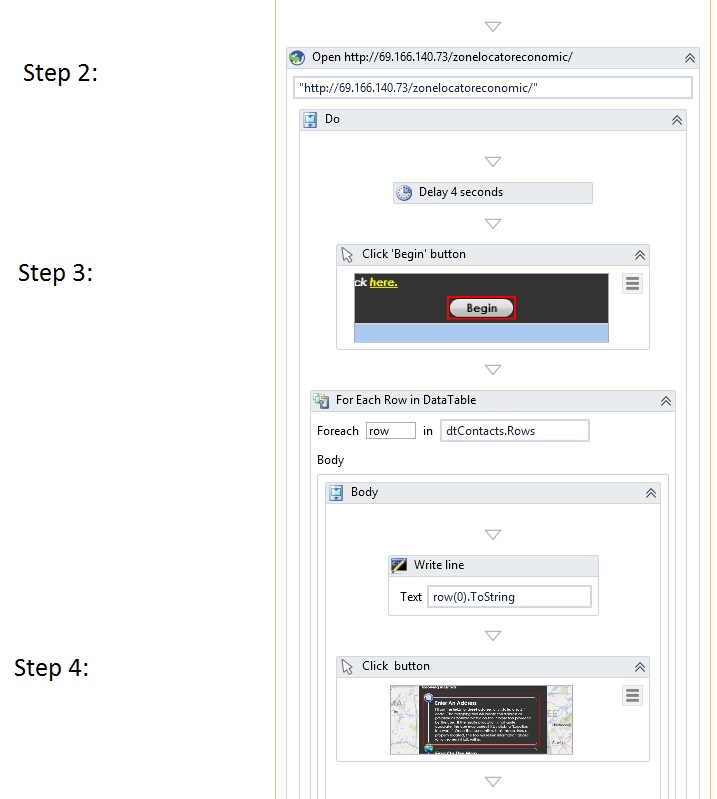 Step 2:
Open http://69.166.140.73/zonelocatoreconomic/
"http://69.166.140.73/zonelocatoreconomic/"
Do
Delay 4 seconds
Step 3:
Click 'Begin' button
ck here.
Begin
For Each Row in DataTable
Foreach row in dtContacts.Rows
Body
Body
Write line
Text row(0).ToString
Step 4:
Click button
Enter An Address